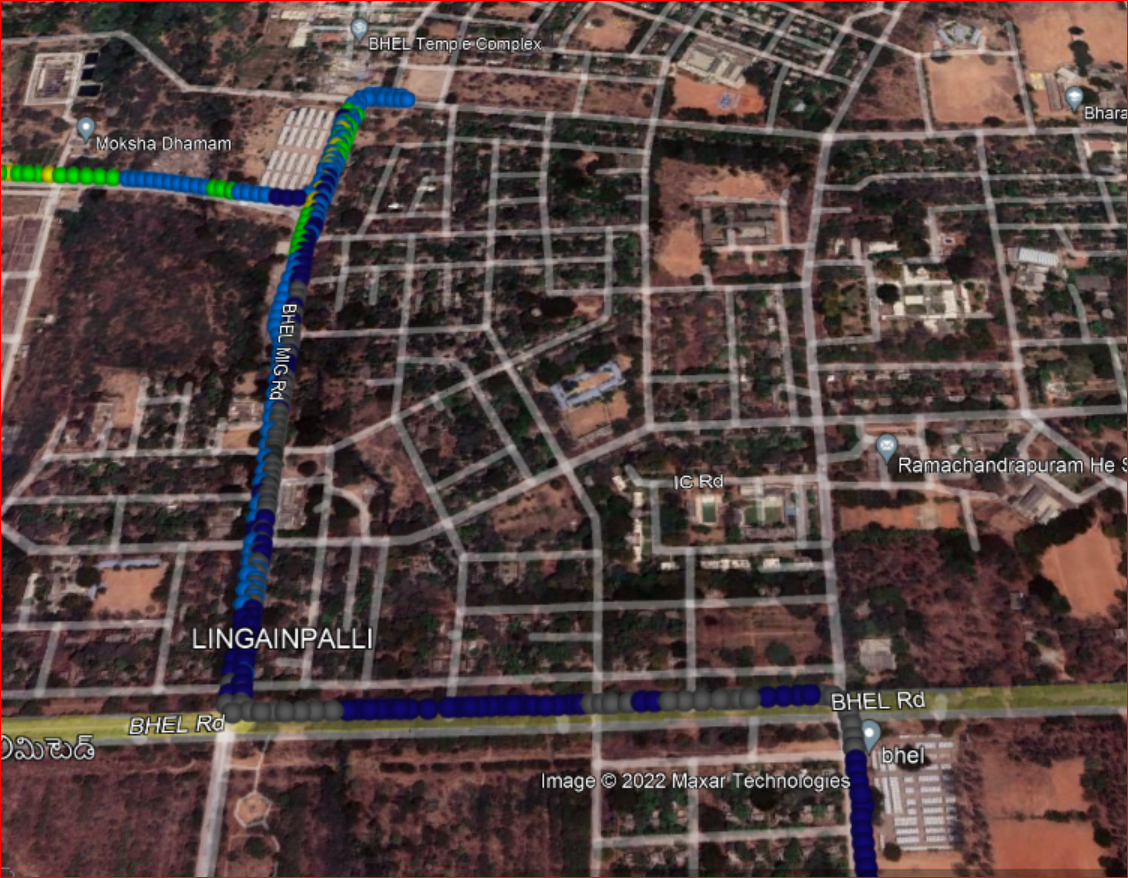 BHEL Temple Complex
Bhara
Moksha Dhamam
BHEL MIG Rd
Ramachandrapuram He S
IC Rd
LINGAINPALLI
BHEL Rd
BHEL Rd
ిమిటెడ్
bhel
Image © 2022 Maxar Technologies